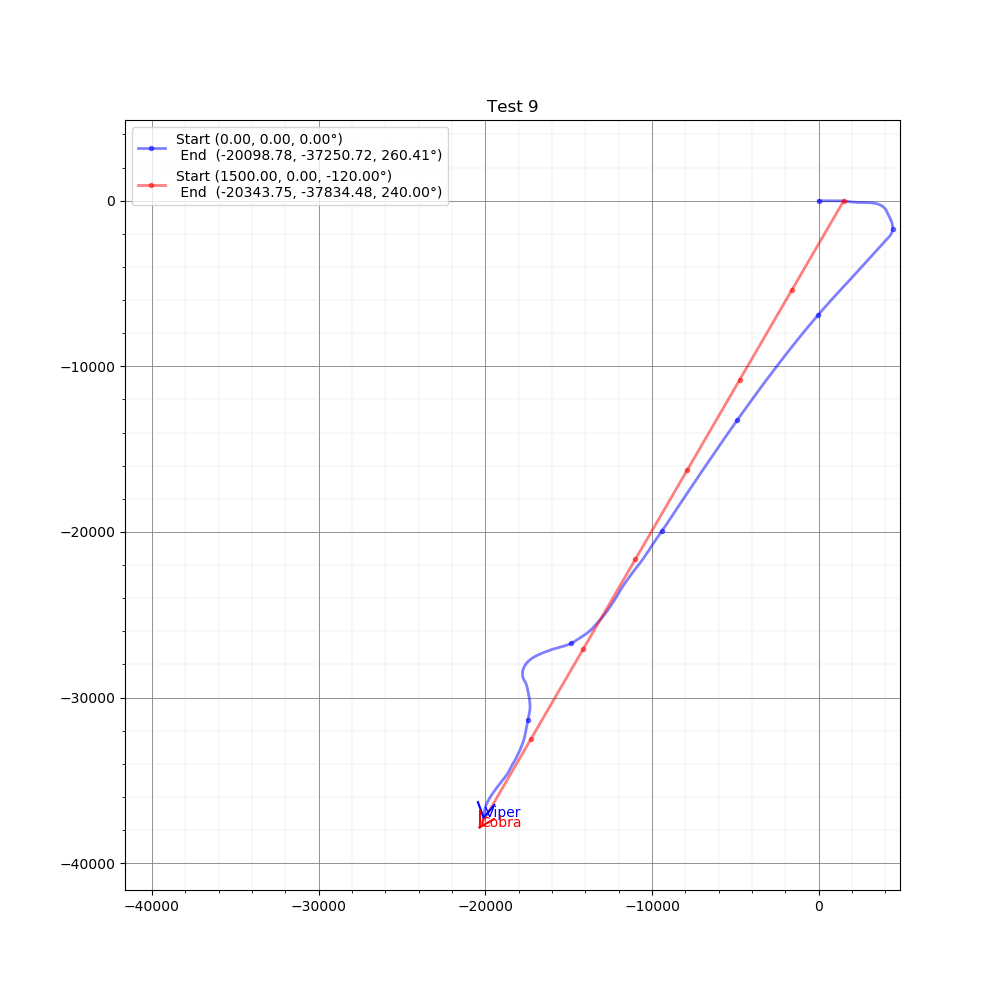 Test 9
Start (0.00, 0.00, 0.00°)
End  (-20098.78, -37250.72, 260.41°)
Start (1500.00, 0.00, -120.00°)
End  (-20343.75, -37834.48, 240.00°)
0
−10000
−20000
−30000
−40000
Viper
Cobra
−40000 −30000 −20000 −10000 0